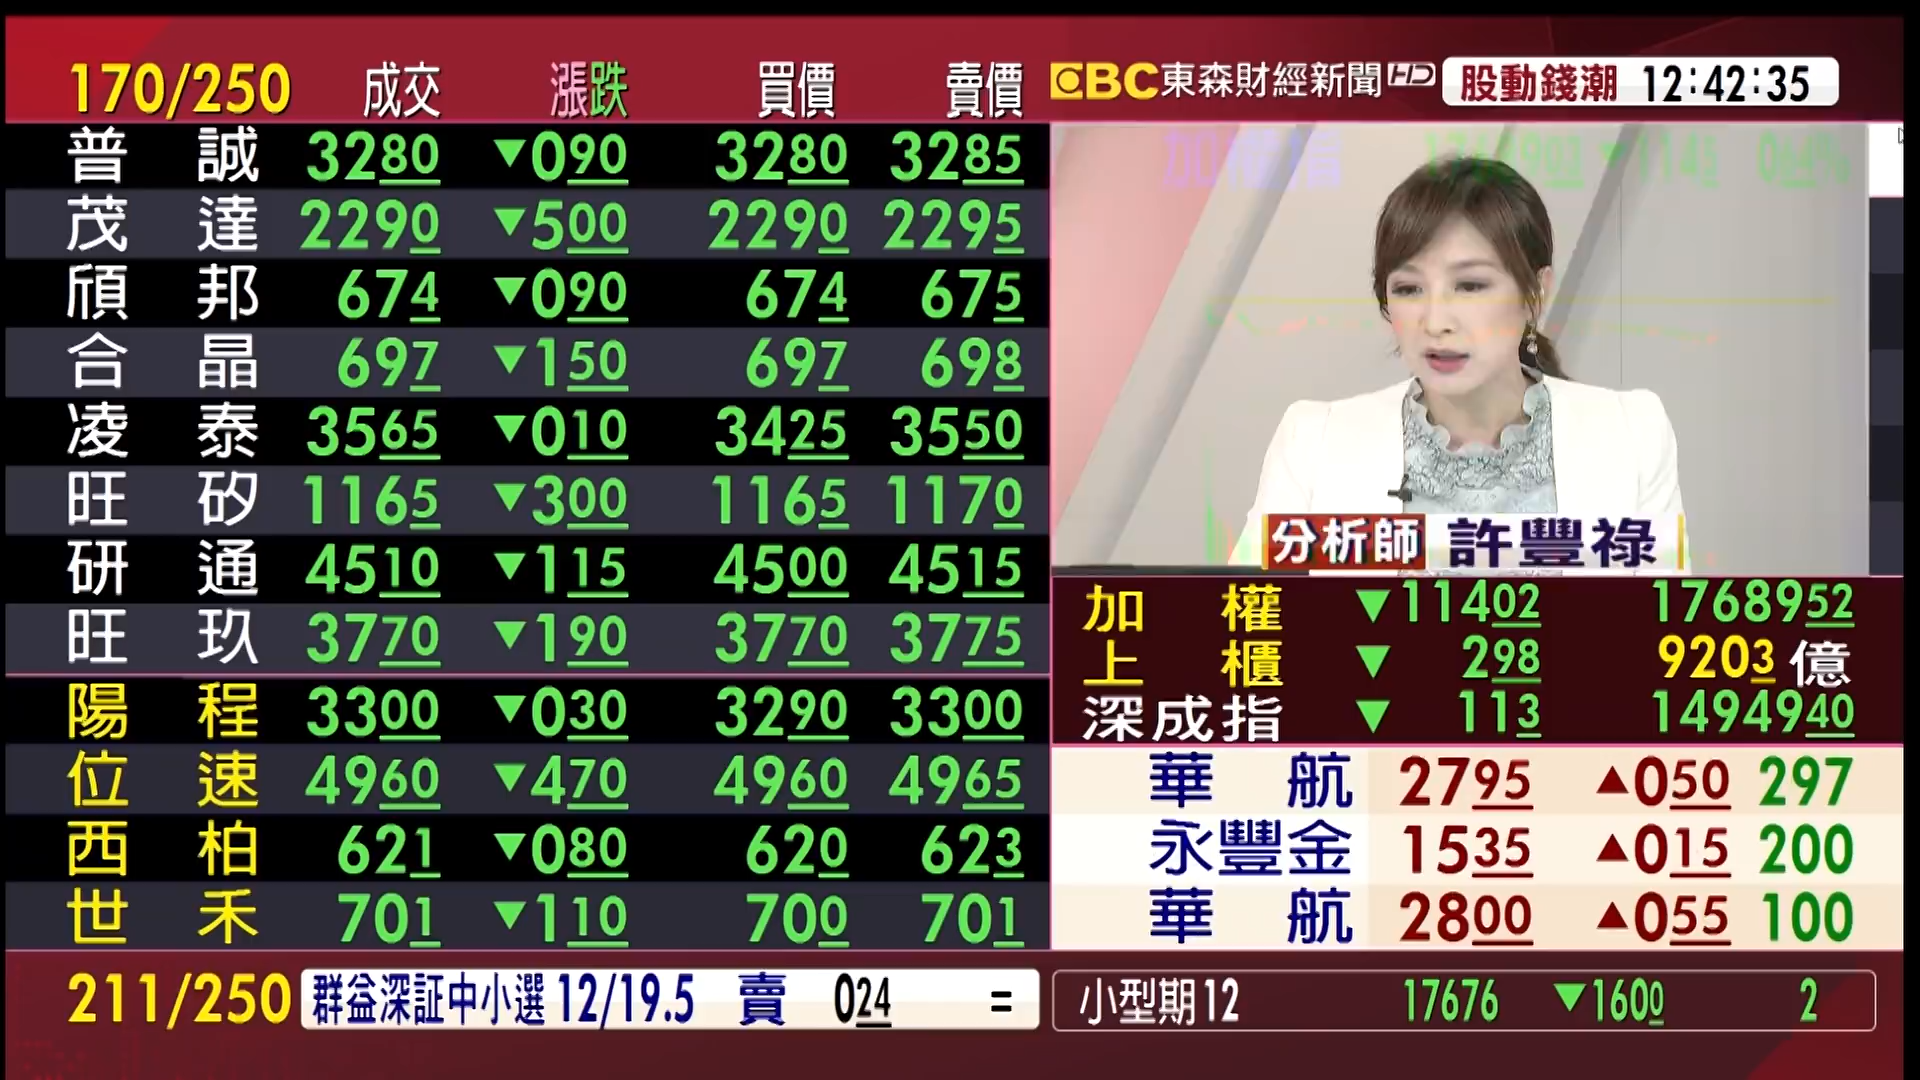 170/250 成交 漲跌 買價 賣價
普誠 3280 ▼090 3280 3285
茂達 2290 ▼500 2290 2295
頎邦 674 ▼090 674 675
合晶 697 ▼150 697 698
凌泰 3565 ▼010 3425 3550
旺矽 1165 ▼300 1165 1170
研通 4510 ▼115 4500 4515
旺玖 3770 ▼190 3770 3775
陽程 3300 ▼030 3290 3300
位速 4960 ▼470 4960 4965
西柏 621 ▼080 620 623
世禾 701 ▼110 700 701
211/250 群益深証中小選 12/19.5 賣 024 =
EBC東森財經新聞HD 股動錢潮 12:42:35
分析師 許豐祿
加權 ▼11402 1768952
上櫃 ▼298 9203億
深成指 ▼113 1494940
華航 2795 ▲050 297
永豐金 1535 ▲015 200
華航 2800 ▲055 100
小型期12 17676 ▼1600 2